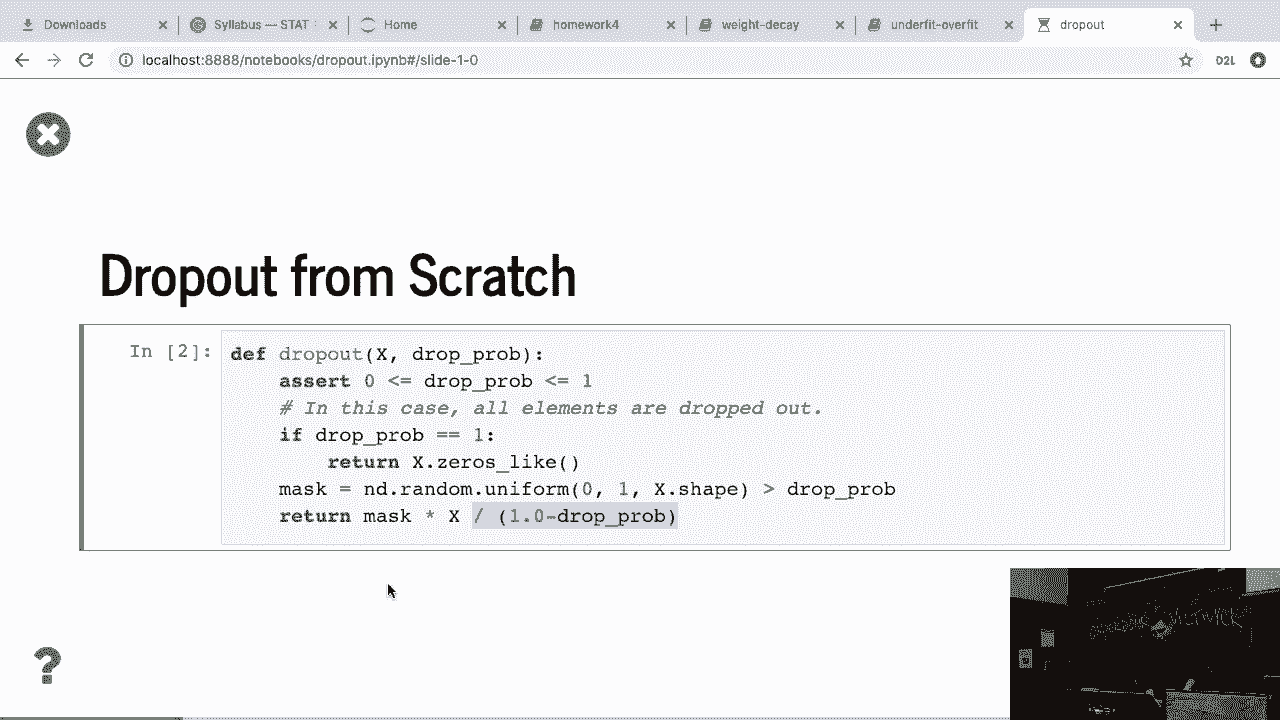 Downloads
Syllabus — STAT
Home
homework4
weight-decay
underfit-overfit
dropout
localhost:8888/notebooks/dropout.ipynb#/slide-1-0
D2L
Dropout from Scratch
In [2]:
def dropout(X, drop_prob):
assert 0 <= drop_prob <= 1
# In this case, all elements are dropped out.
if drop_prob == 1:
return X.zeros_like()
mask = nd.random.uniform(0, 1, X.shape) > drop_prob
return mask * X / (1.0-drop_prob)
?